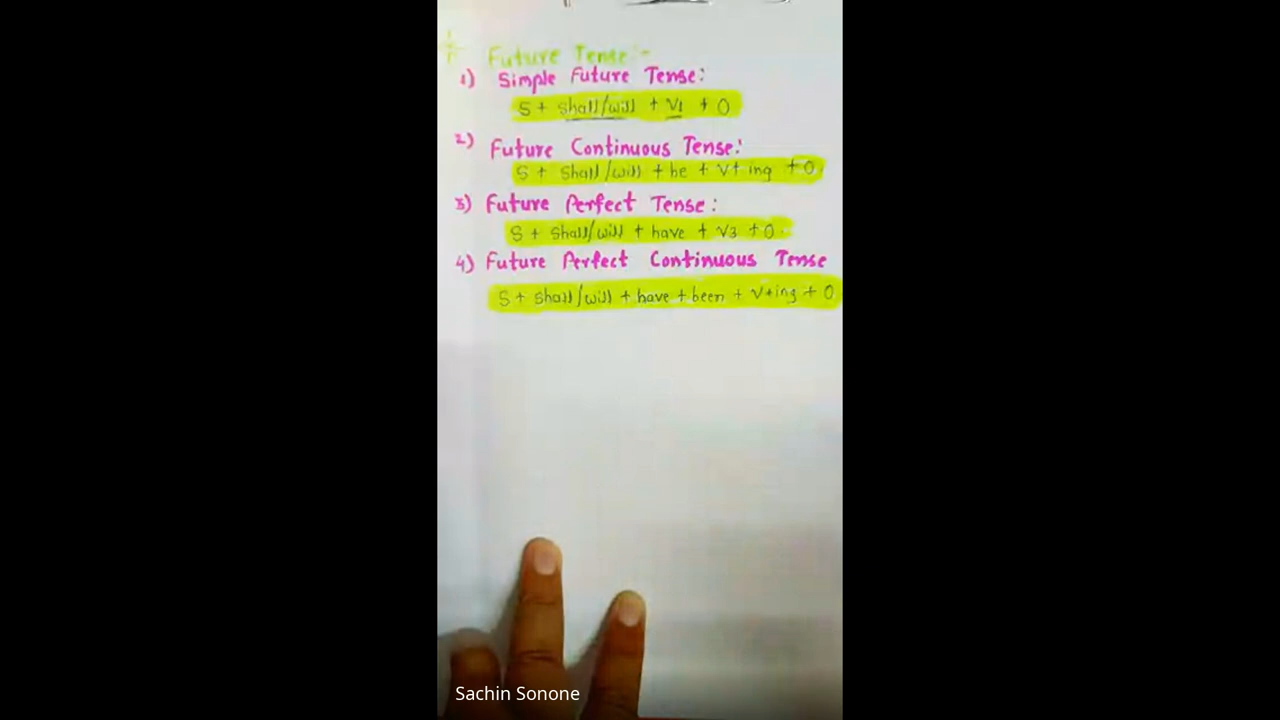 Future Tense:-
1) Simple Future Tense:
S + shall/will + V1 + O
2) Future Continuous Tense:
S + shall/will + be + V+ing + O.
3) Future Perfect Tense:
S + shall/will + have + V3 + O.
4) Future Perfect Continuous Tense
S + shall/will + have + been + V+ing + O
Sachin Sonone